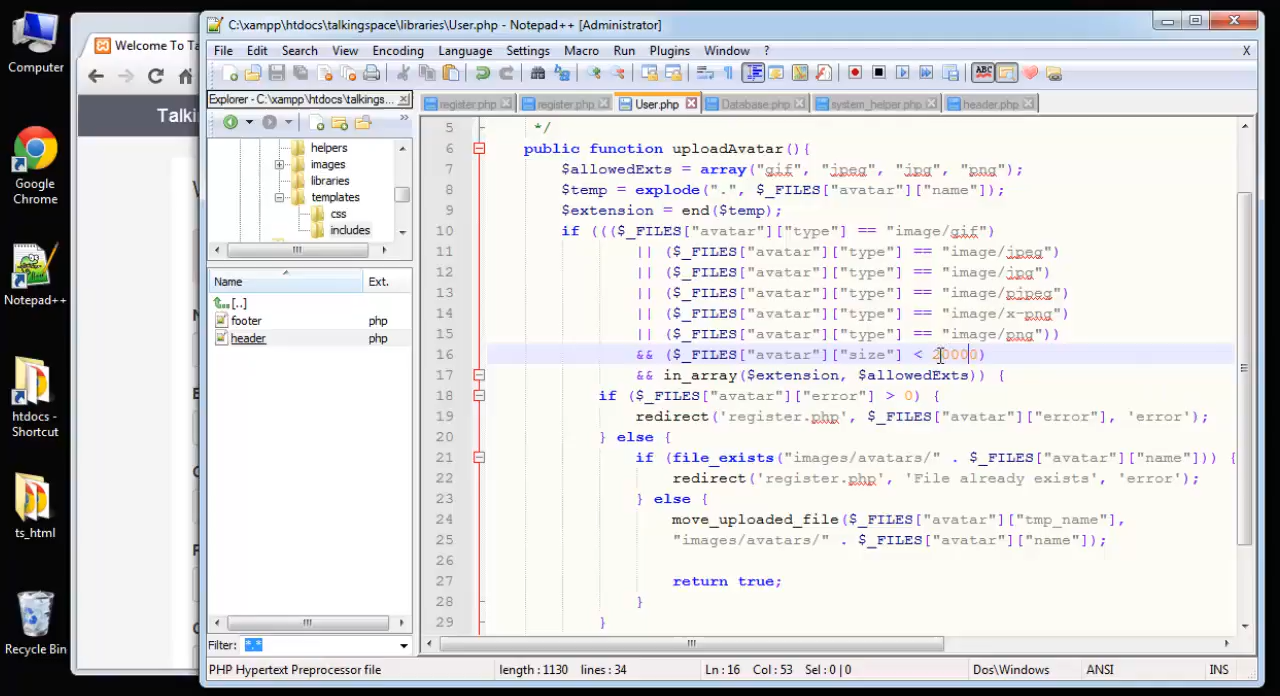 C:\xampp\htdocs\talkingspace\libraries\User.php - Notepad++ [Administrator]
File Edit Search View Encoding Language Settings Macro Run Plugins Window ? X
Computer
Google Chrome
Notepad++
htdocs - Shortcut
ts_html
Recycle Bin
Welcome To Ta
Talki
Explorer - C:\xampp\htdocs\talkings...
helpers
images
libraries
templates
css
includes
Name Ext.
[..]
footer php
header php
Filter: *.*
register.php register.php User.php Database.php system_helper.php header.php
5 */
6 public function uploadAvatar(){
7 $allowedExts = array("gif", "jpeg", "jpg", "png");
8 $temp = explode(".", $_FILES["avatar"]["name"]);
9 $extension = end($temp);
10 if ((($_FILES["avatar"]["type"] == "image/gif")
11 || ($_FILES["avatar"]["type"] == "image/jpeg")
12 || ($_FILES["avatar"]["type"] == "image/jpg")
13 || ($_FILES["avatar"]["type"] == "image/pjpeg")
14 || ($_FILES["avatar"]["type"] == "image/x-png")
15 || ($_FILES["avatar"]["type"] == "image/png"))
16 && ($_FILES["avatar"]["size"] < 20000)
17 && in_array($extension, $allowedExts)) {
18 if ($_FILES["avatar"]["error"] > 0) {
19 redirect('register.php', $_FILES["avatar"]["error"], 'error');
20 } else {
21 if (file_exists("images/avatars/" . $_FILES["avatar"]["name"])) {
22 redirect('register.php', 'File already exists', 'error');
23 } else {
24 move_uploaded_file($_FILES["avatar"]["tmp_name"],
25 "images/avatars/" . $_FILES["avatar"]["name"]);
26
27 return true;
28 }
29 }
PHP Hypertext Preprocessor file length : 1130 lines : 34 Ln : 16 Col : 53 Sel : 0 | 0 Dos\Windows ANSI INS